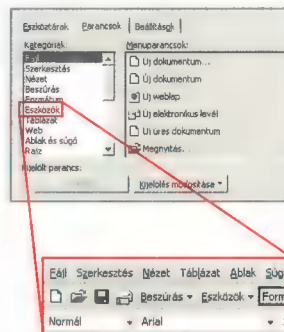 Eszköztárak Parancsok Beállítások
Kategóriák: Menüparancsok:
Fájl
Szerkesztés
Nézet
Beszúrás
Formátum
Eszközök
Táblázat
Web
Ablak és súgó
Rajz
Új dokumentum...
Új dokumentum
Új weblap
Új elektronikus levél
Új üres dokumentum
Megnyitás...
Kijelölt parancs:
Kijelölés módosítása
Fájl Szerkesztés Nézet Táblázat Ablak Súg
Beszúrás Eszközök Form
Normál Arial